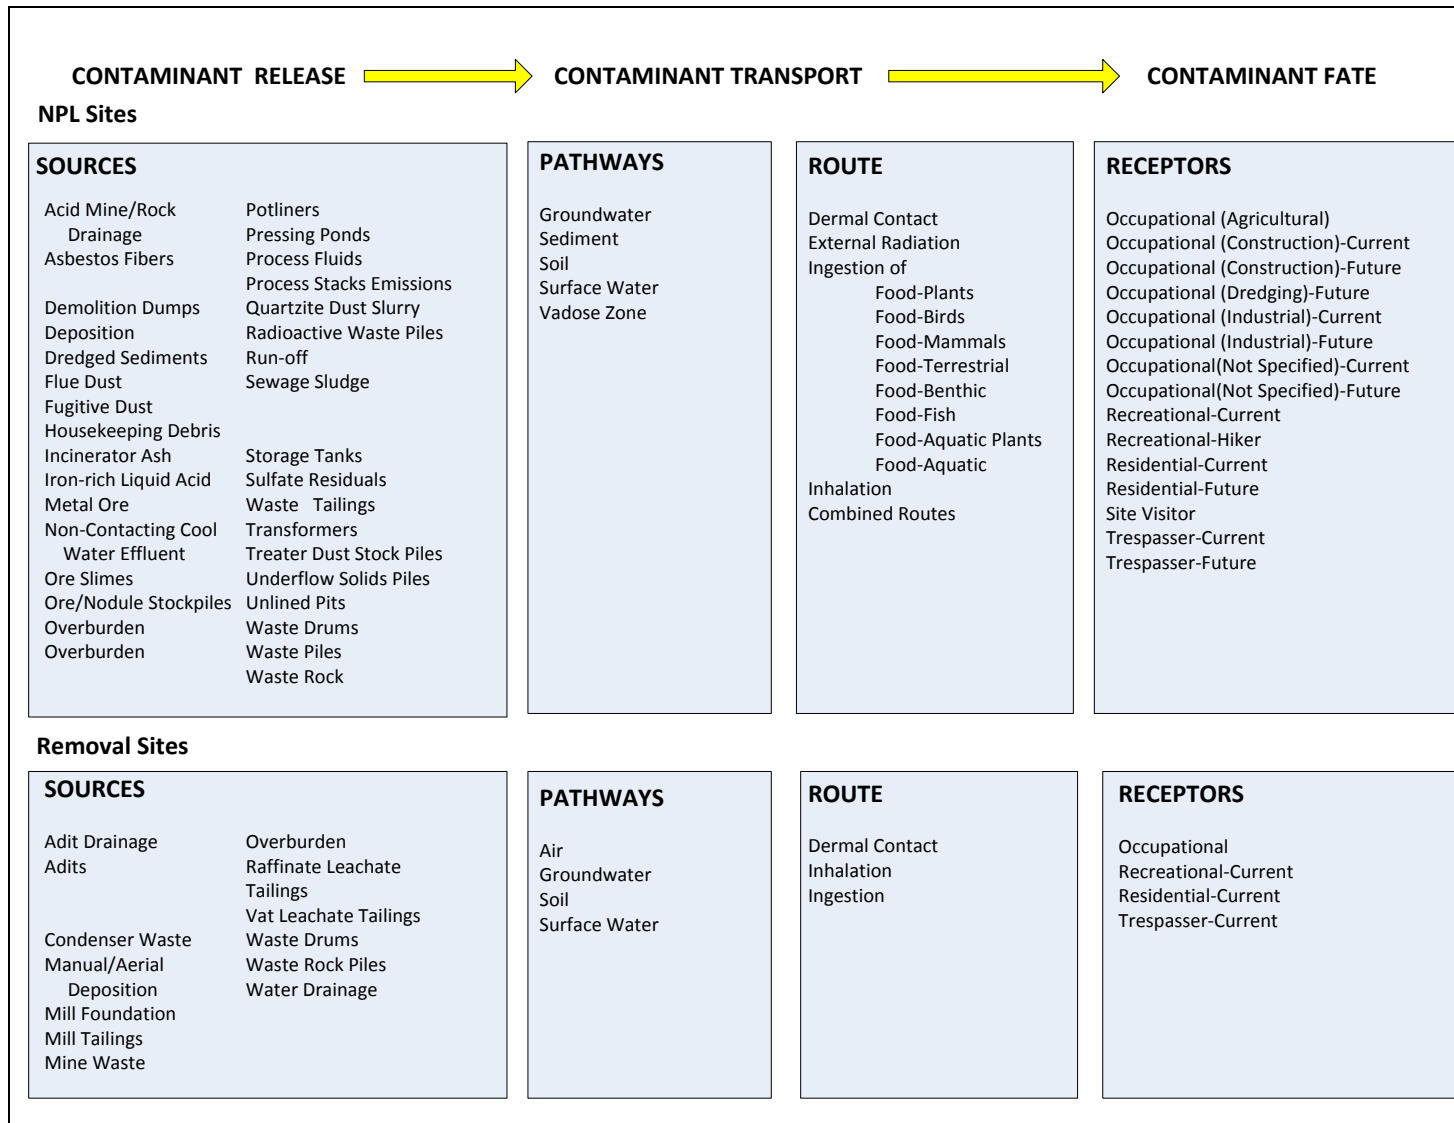 CONTAMINANT RELEASE
CONTAMINANT TRANSPORT
CONTAMINANT FATE
NPL Sites
SOURCES
Acid Mine/Rock
Drainage
Asbestos Fibers
Demolition Dumps
Deposition
Dredged Sediments
Flue Dust
Fugitive Dust
Housekeeping Debris
Incinerator Ash
Iron-rich Liquid Acid
Metal Ore
Non-Contacting Cool
Water Effluent
Ore Slimes
Ore/Nodule Stockpiles
Overburden
Overburden
Potliners
Pressing Ponds
Process Fluids
Process Stacks Emissions
Quartzite Dust Slurry
Radioactive Waste Piles
Run-off
Sewage Sludge
Storage Tanks
Sulfate Residuals
Waste Tailings
Transformers
Treater Dust Stock Piles
Underflow Solids Piles
Unlined Pits
Waste Drums
Waste Piles
Waste Rock
PATHWAYS
Groundwater
Sediment
Soil
Surface Water
Vadose Zone
ROUTE
Dermal Contact
External Radiation
Ingestion of
Food-Plants
Food-Birds
Food-Mammals
Food-Terrestrial
Food-Benthic
Food-Fish
Food-Aquatic Plants
Food-Aquatic
Inhalation
Combined Routes
RECEPTORS
Occupational (Agricultural)
Occupational (Construction)-Current
Occupational (Construction)-Future
Occupational (Dredging)-Future
Occupational (Industrial)-Current
Occupational (Industrial)-Future
Occupational(Not Specified)-Current
Occupational(Not Specified)-Future
Recreational-Current
Recreational-Hiker
Residential-Current
Residential-Future
Site Visitor
Trespasser-Current
Trespasser-Future
Removal Sites
SOURCES
Adit Drainage
Adits
Condenser Waste
Manual/Aerial
Deposition
Mill Foundation
Mill Tailings
Mine Waste
Overburden
Raffinate Leachate
Tailings
Vat Leachate Tailings
Waste Drums
Waste Rock Piles
Water Drainage
PATHWAYS
Air
Groundwater
Soil
Surface Water
ROUTE
Dermal Contact
Inhalation
Ingestion
RECEPTORS
Occupational
Recreational-Current
Residential-Current
Trespasser-Current